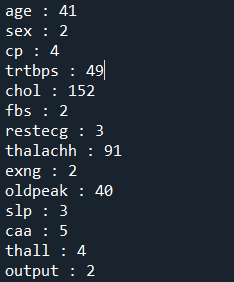 age : 41
sex : 2
cp : 4
trtbps : 49
chol : 152
fbs : 2
restecg : 3
thalachh : 91
exng : 2
oldpeak : 40
slp : 3
caa : 5
thall : 4
output : 2